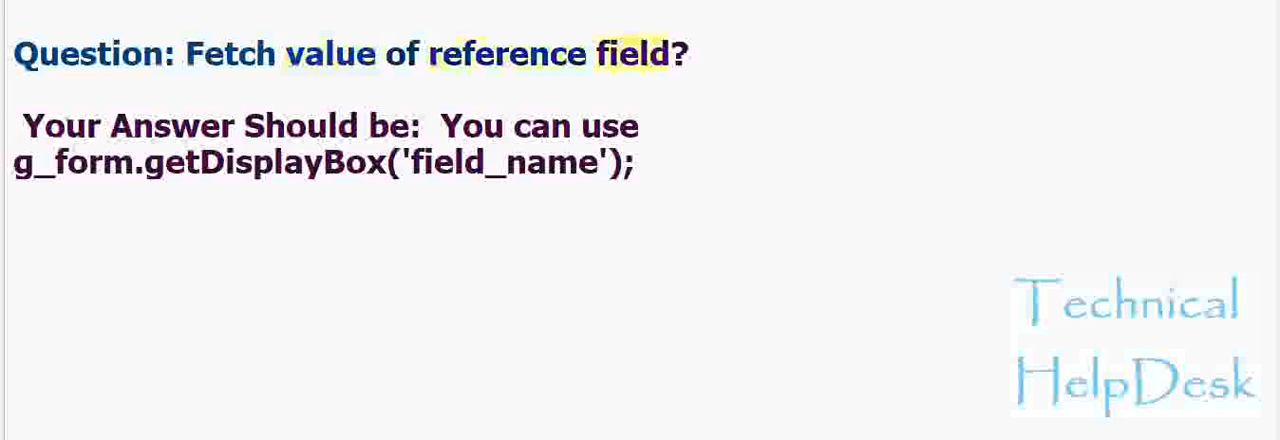 Question: Fetch value of reference field?
Your Answer Should be:  You can use
g_form.getDisplayBox('field_name');
Technical
HelpDesk